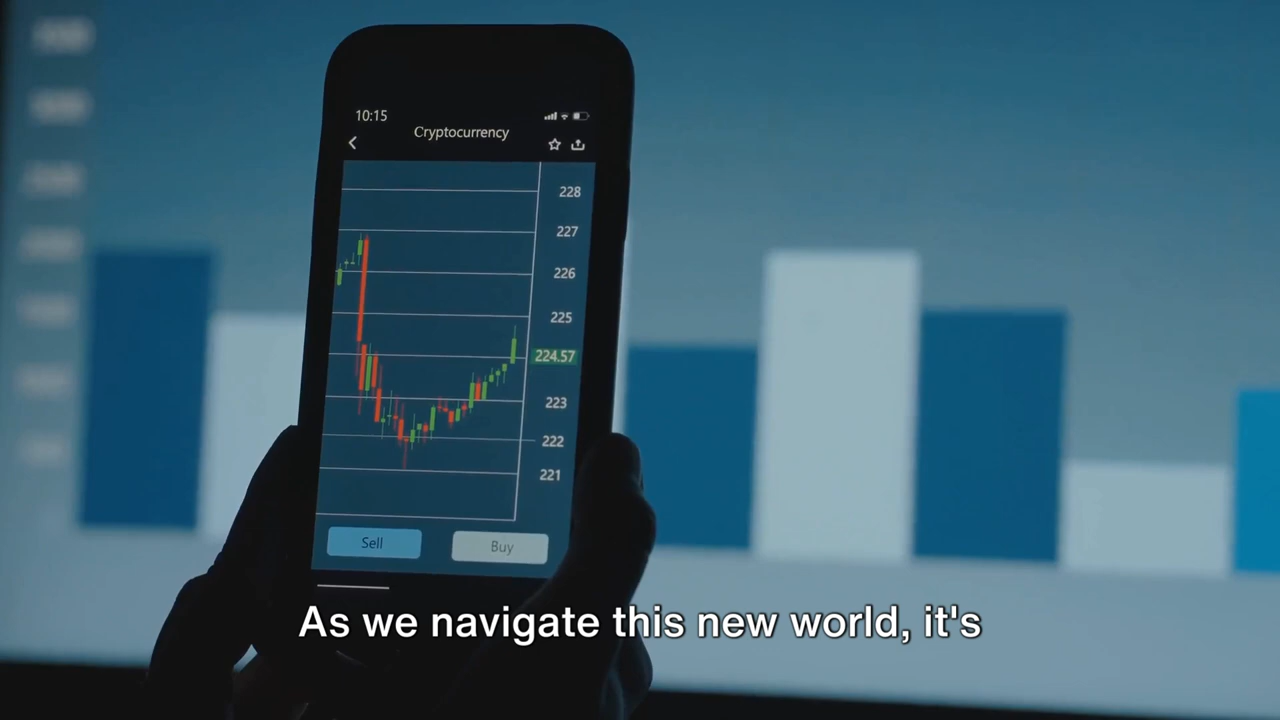 10:15
Cryptocurrency
228
227
226
225
224.57
223
222
221
Sell
Buy
As we navigate this new world, it's